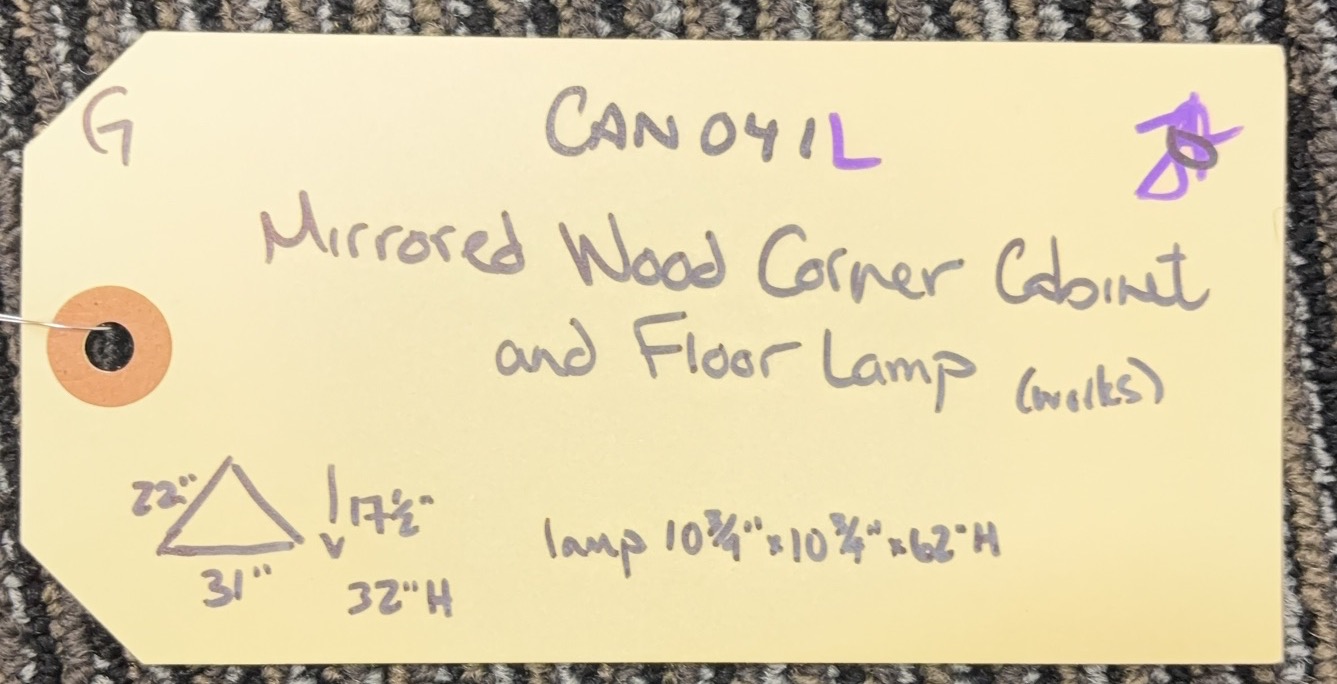 G
CAN041L
Mirrored Wood Corner Cabinet
and Floor Lamp (works)
22"
17½"
31"
32"H
lamp 10¾"x10¾"x62"H